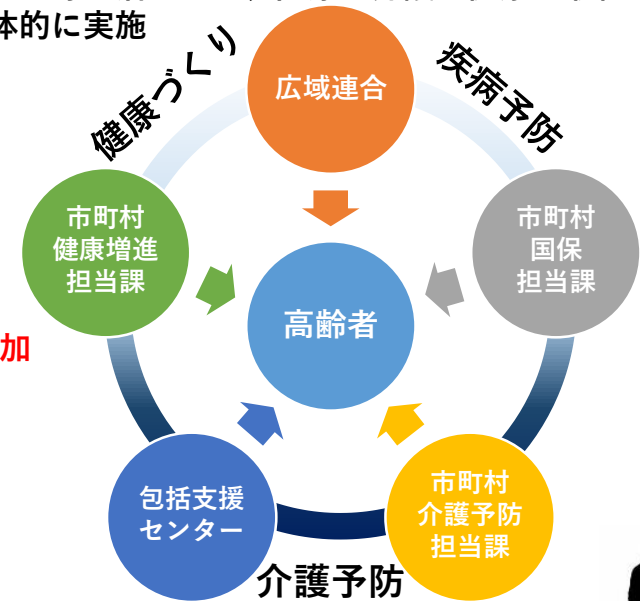 体的に実施
健康づくり
疾病予防
広域連合
市町村
健康増進
担当課
市町村
国保
担当課
高齢者
加
包括支援
センター
市町村
介護予防
担当課
介護予防